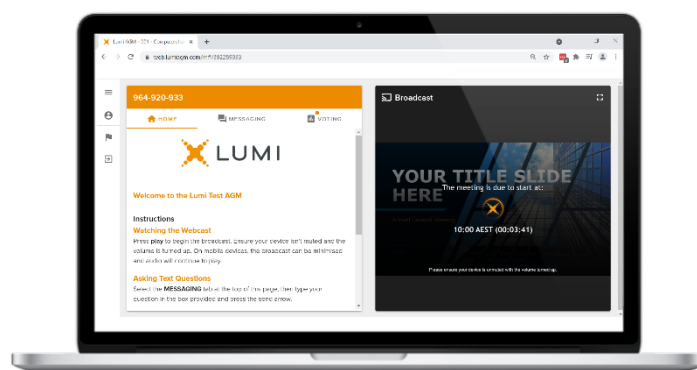 964-920-933
HOME
MESSAGING
VOTING
LUMI
Welcome to the Lumi Test AGM
Instructions
Watching the Webcast
Press play to begin the broadcast. Ensure your device isn't muted and the
volume is turned up. On mobile devices, the broadcast can be minimised
and audio will continue to play.
Asking Text Questions
Select the MESSAGING tab at the top of this page, then type your
question in the box provided and press the send arrow.
Broadcast
YOUR TITLE SLIDE
HERE
The meeting is due to start at:
10:00 AEST (00:03:41)
Please ensure your device is unmuted with the volume turned up.